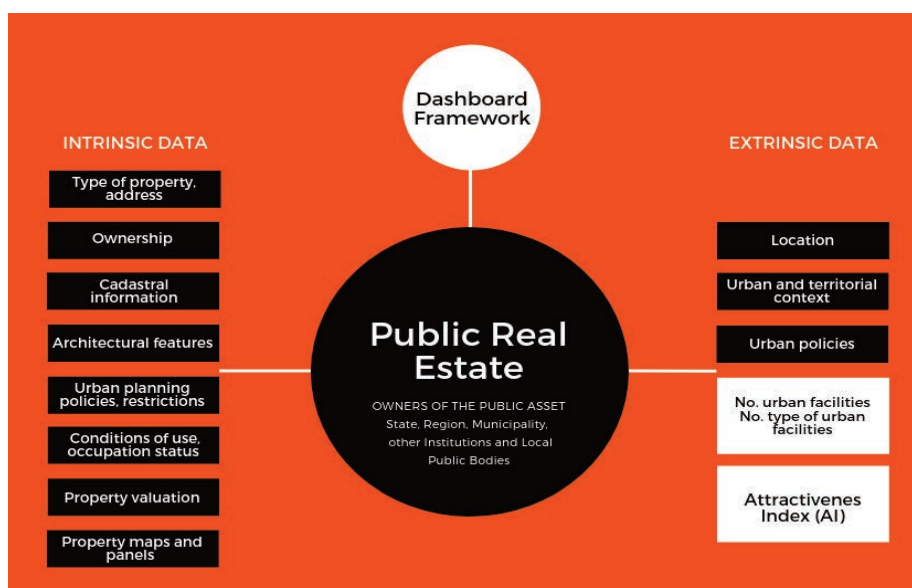 Dashboard
Framework
INTRINSIC DATA
Type of property,
address
Ownership
Cadastral
information
Architectural features
Urban planning
policies, restrictions
Conditions of use,
occupation status
Property valuation
Property maps and
panels
Public Real
Estate
OWNERS OF THE PUBLIC ASSET
State, Region, Municipality,
other Institutions and Local
Public Bodies
EXTRINSIC DATA
Location
Urban and territorial
context
Urban policies
No. urban facilities
No. type of urban
facilities
Attractivenes
Index (AI)